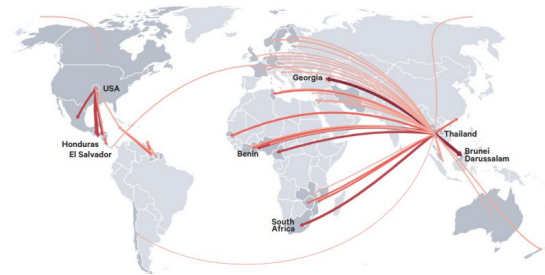 USA
Honduras
El Salvador
Georgia
Benin
South
Africa
Thailand
Brunei
Darussalam